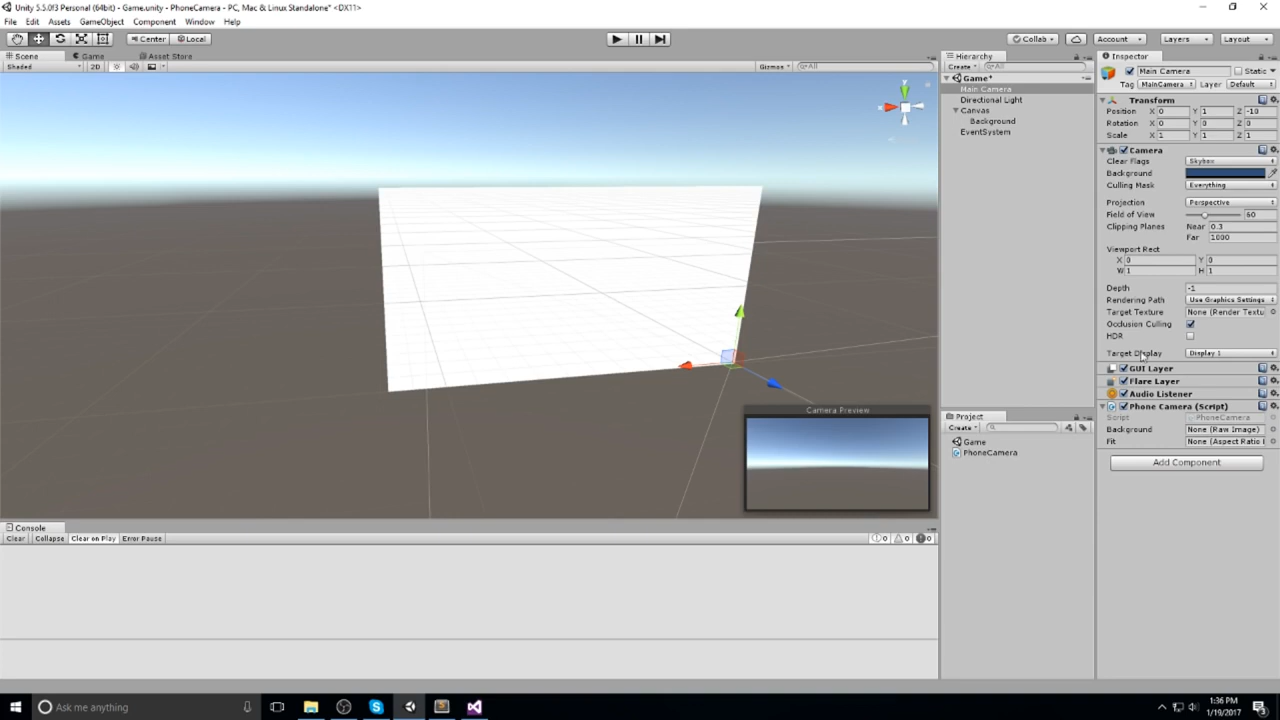 Unity 5.5.0f3 Personal (64bit) - Game.unity - PhoneCamera - PC, Mac & Linux Standalone* <DX11>
File Edit Assets GameObject Component Window Help
Center Local Collab Account Layers Layout
Scene Game Asset Store
Shaded 2D Gizmos All
y
Camera Preview
Console
Clear Collapse Clear on Play Error Pause 0 0 0
Hierarchy
Create All
Game*
Main Camera
Directional Light
Canvas
Background
EventSystem
Project
Create
Game
PhoneCamera
Inspector
Main Camera Static
Tag MainCamera Layer Default
Transform
Position X 0 Y 1 Z -10
Rotation X 0 Y 0 Z 0
Scale X 1 Y 1 Z 1
Camera
Clear Flags Skybox
Background
Culling Mask Everything
Projection Perspective
Field of View 60
Clipping Planes Near 0.3
Far 1000
Viewport Rect
X 0 Y 0
W 1 H 1
Depth -1
Rendering Path Use Graphics Settings
Target Texture None (Render Textu
Occlusion Culling
HDR
Target Display Display 1
GUI Layer
Flare Layer
Audio Listener
Phone Camera (Script)
Script PhoneCamera
Background None (Raw Image)
Fit None (Aspect Ratio
Add Component
Ask me anything
1:36 PM
1/19/2017